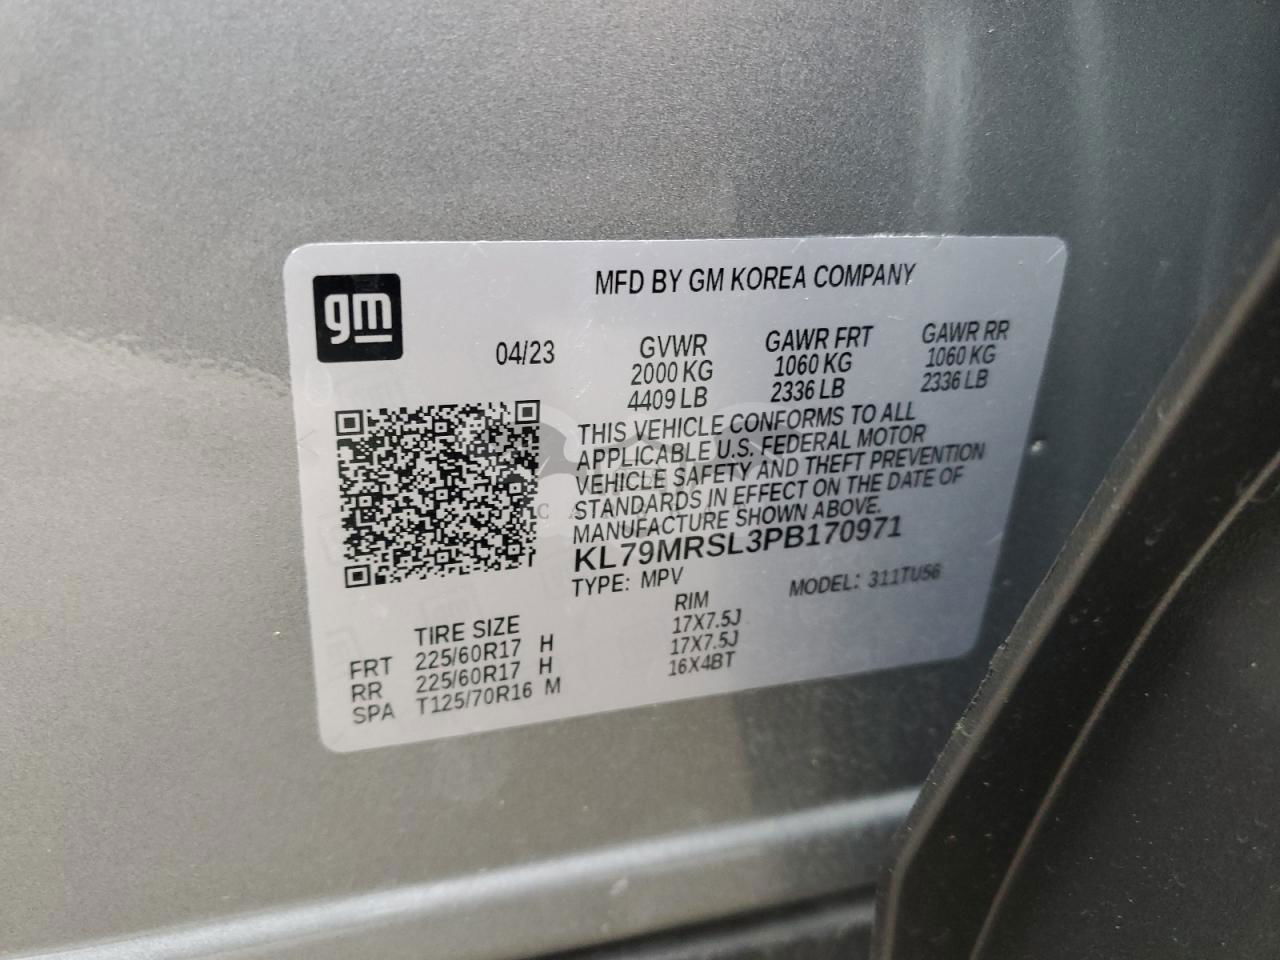 gm
MFD BY GM KOREA COMPANY
04/23
GVWR GAWR FRT GAWR RR
2000 KG 1060 KG 1060 KG
4409 LB 2336 LB 2336 LB
THIS VEHICLE CONFORMS TO ALL
APPLICABLE U.S. FEDERAL MOTOR
VEHICLE SAFETY AND THEFT PREVENTION
STANDARDS IN EFFECT ON THE DATE OF
MANUFACTURE SHOWN ABOVE.
KL79MRSL3PB170971
TYPE: MPV MODEL: 311TU56
TIRE SIZE RIM
FRT 225/60R17 H 17X7.5J
RR 225/60R17 H 17X7.5J
SPA T125/70R16 M 16X4BT